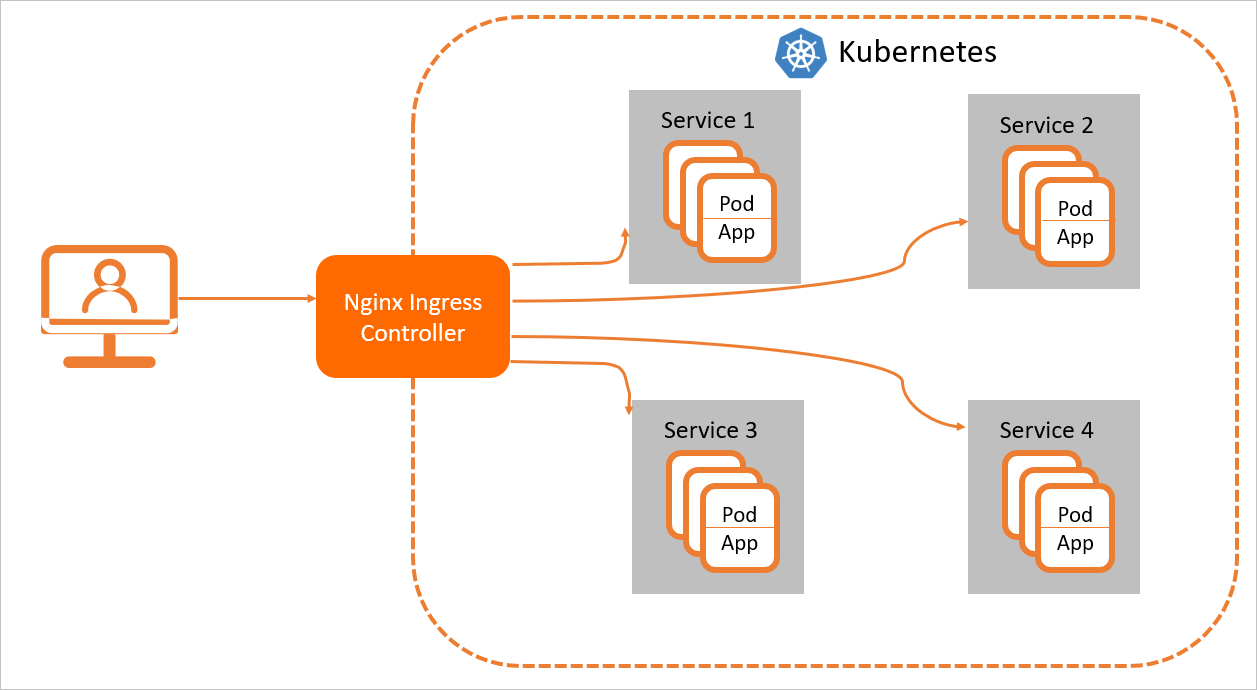 Kubernetes
Service 1
Pod
App
Service 2
Pod
App
Nginx Ingress
Controller
Service 3
Pod
App
Service 4
Pod
App